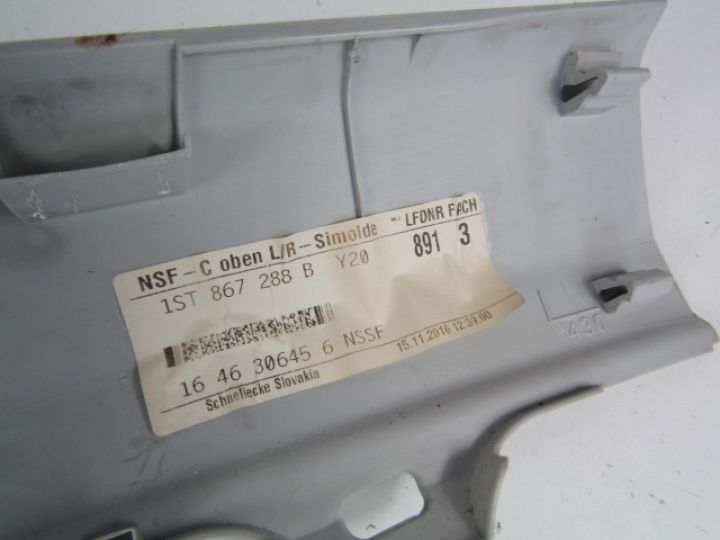 NSF-C oben L/R-Simolde LFDNR FACH
1ST 867 288 B Y20 891 3
16 46 30645 6 NSSF 15.11.2016 12:39:00
Schnellecke Slovakia
430